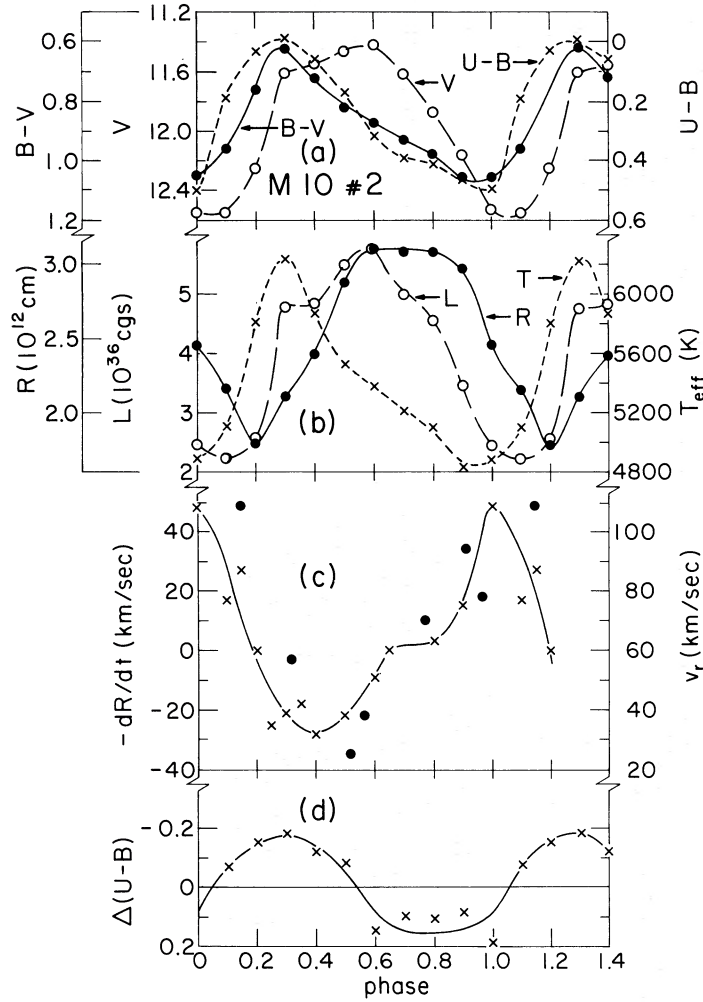 B-V
0.6
0.8
1.0
1.2
V
11.2
11.6
12.0
12.4
U-B
V
B-V
(a)
M 10 #2
0
0.2
0.4
0.6
U-B
R (10^12 cm)
3.0
2.5
2.0
L (10^36 cgs)
5
4
3
2
T
L
R
(b)
6000
5600
5200
4800
T_eff (K)
-dR/dt (km/sec)
40
20
0
-20
-40
(c)
100
80
60
40
20
v_r (km/sec)
Δ(U-B)
-0.2
0
0.2
(d)
0 0.2 0.4 0.6 0.8 1.0 1.2 1.4
phase